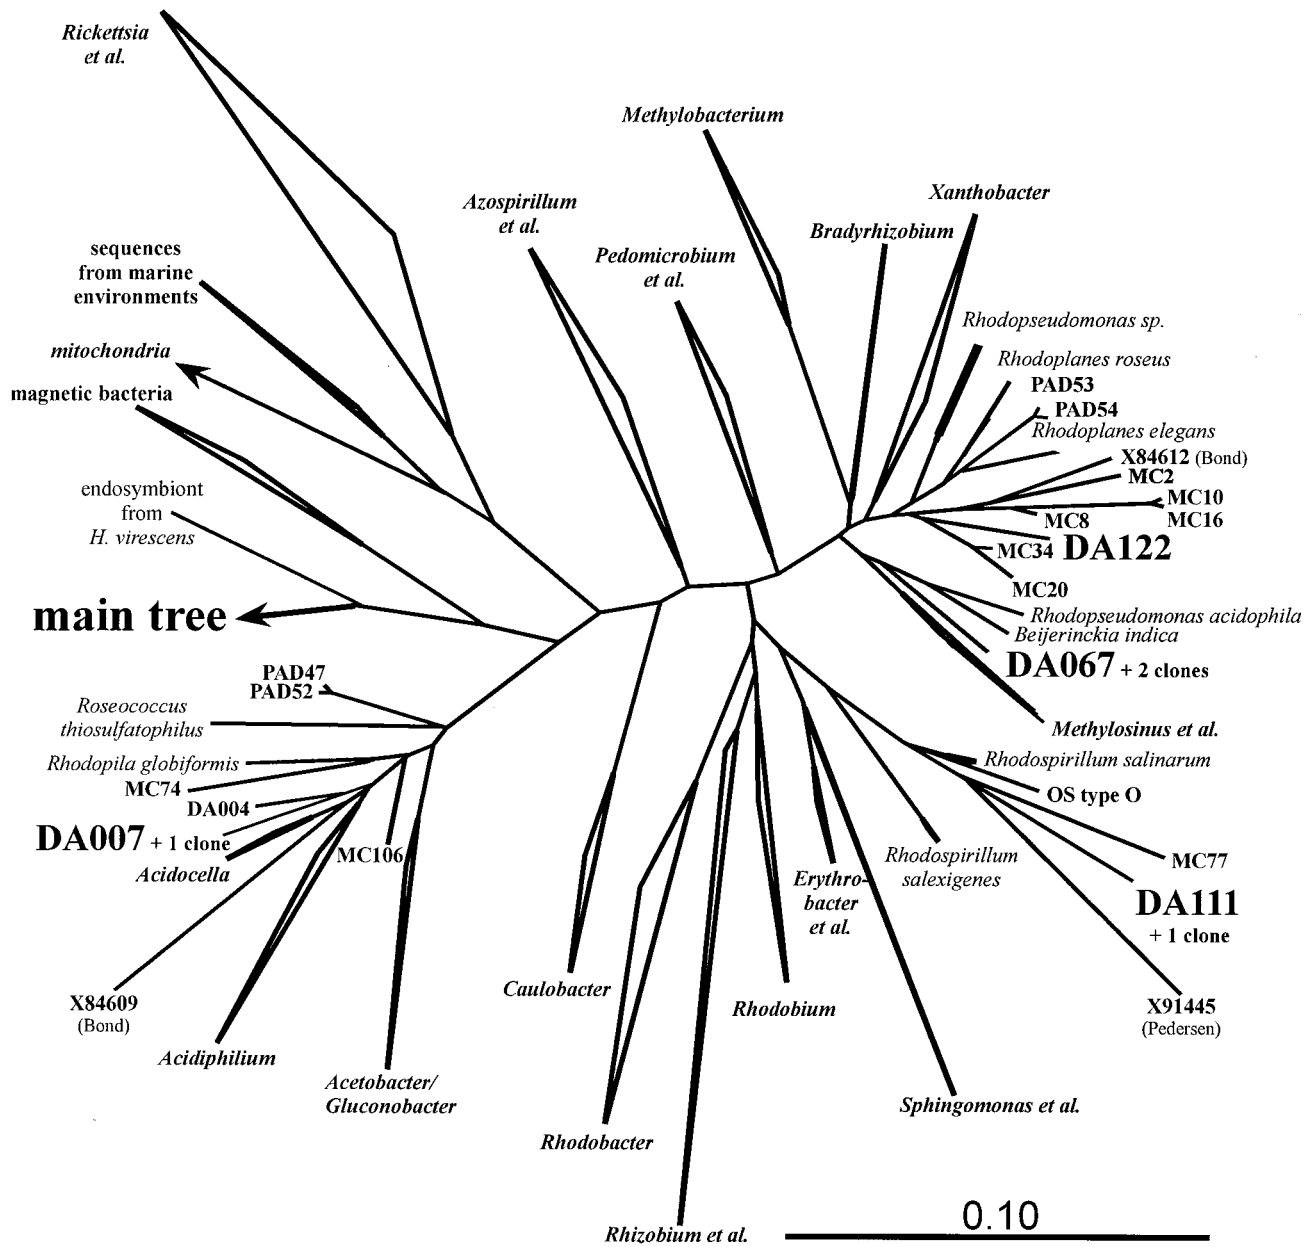 Rickettsia
et al.
Methylobacterium
Azospirillum
et al.
Xanthobacter
Bradyrhizobium
sequences
from marine
environments
Pedomicrobium
et al.
Rhodopseudomonas sp.
mitochondria
Rhodoplanes roseus
magnetic bacteria
PAD53
PAD54
Rhodoplanes elegans
X84612 (Bond)
MC2
endosymbiont
from
H. virescens
MC10
MC16
MC8
DA122
MC34
MC20
main tree
Rhodopseudomonas acidophila
Beijerinckia indica
DA067 + 2 clones
PAD47
PAD52
Roseococcus
thiosulfatophilus
Methylosinus et al.
Rhodopila globiformis
Rhodospirillum salinarum
MC74
OS type O
DA004
DA007 + 1 clone
MC106
Acidocella
Rhodospirillum
salexigenes
MC77
Erythro-
bacter
et al.
DA111
+ 1 clone
Caulobacter
X84609
(Bond)
Rhodobium
X91445
(Pedersen)
Acidiphilium
Acetobacter/
Gluconobacter
Sphingomonas et al.
Rhodobacter
Rhizobium et al.
0.10